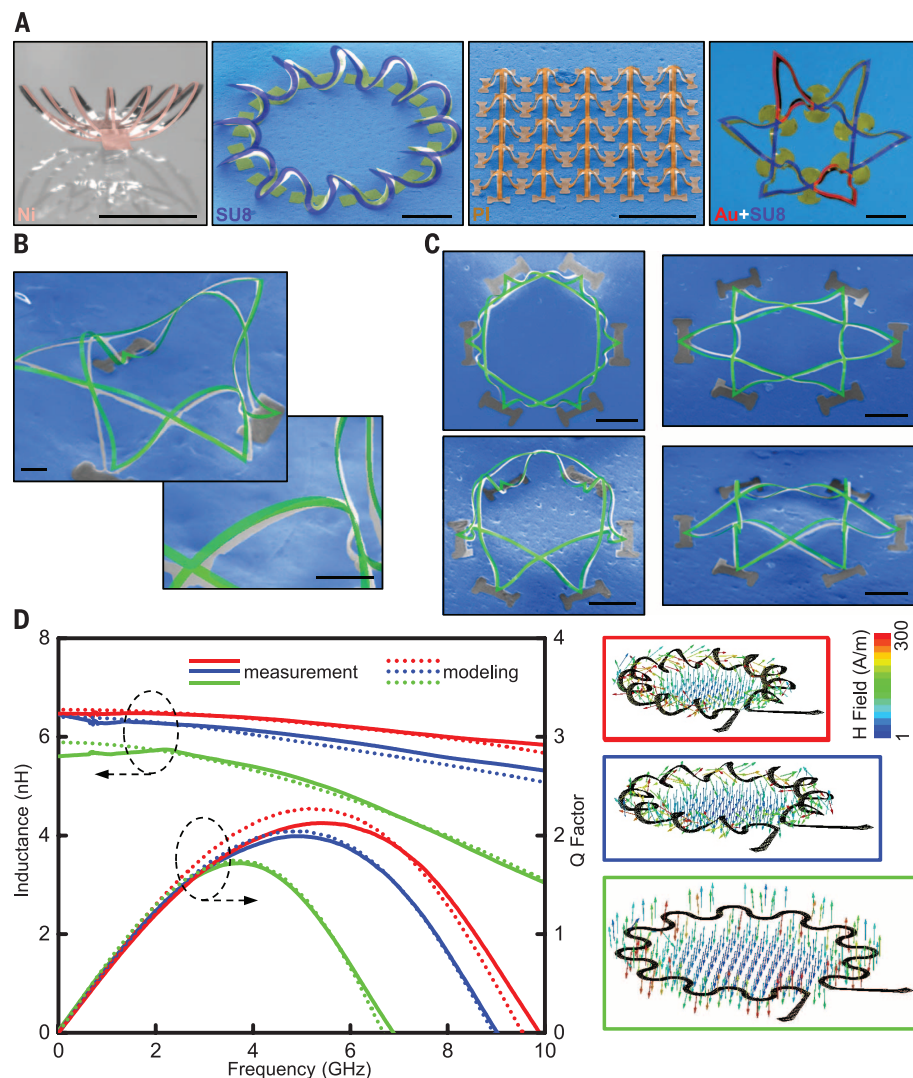 A
Ni
SU8
PI
Au+SU8
B
C
D
8
6
4
2
0
Inductance (nH)
measurement
modeling
4
3
2
1
0
Q Factor
0
2
4
6
8
10
Frequency (GHz)
300
H Field (A/m)
1